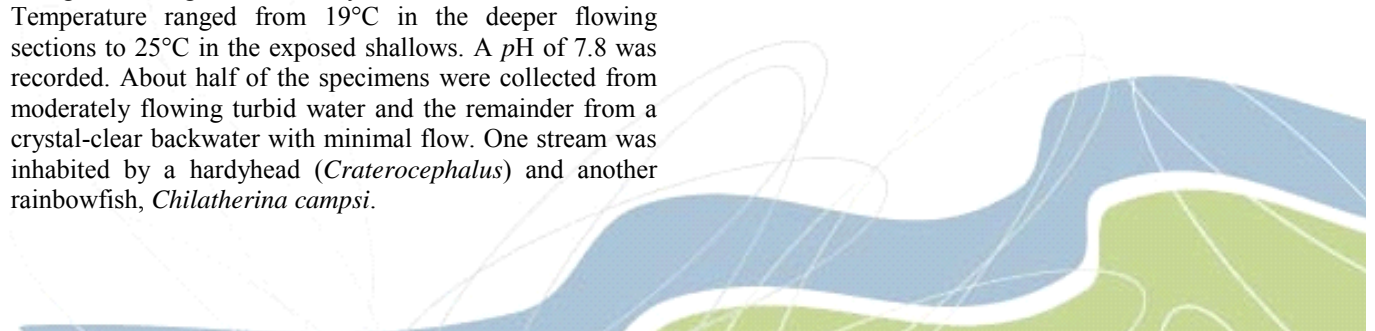 Temperature ranged from 19°C in the deeper flowing
sections to 25°C in the exposed shallows. A pH of 7.8 was
recorded. About half of the specimens were collected from
moderately flowing turbid water and the remainder from a
crystal-clear backwater with minimal flow. One stream was
inhabited by a hardyhead (Craterocephalus) and another
rainbowfish, Chilatherina campsi.